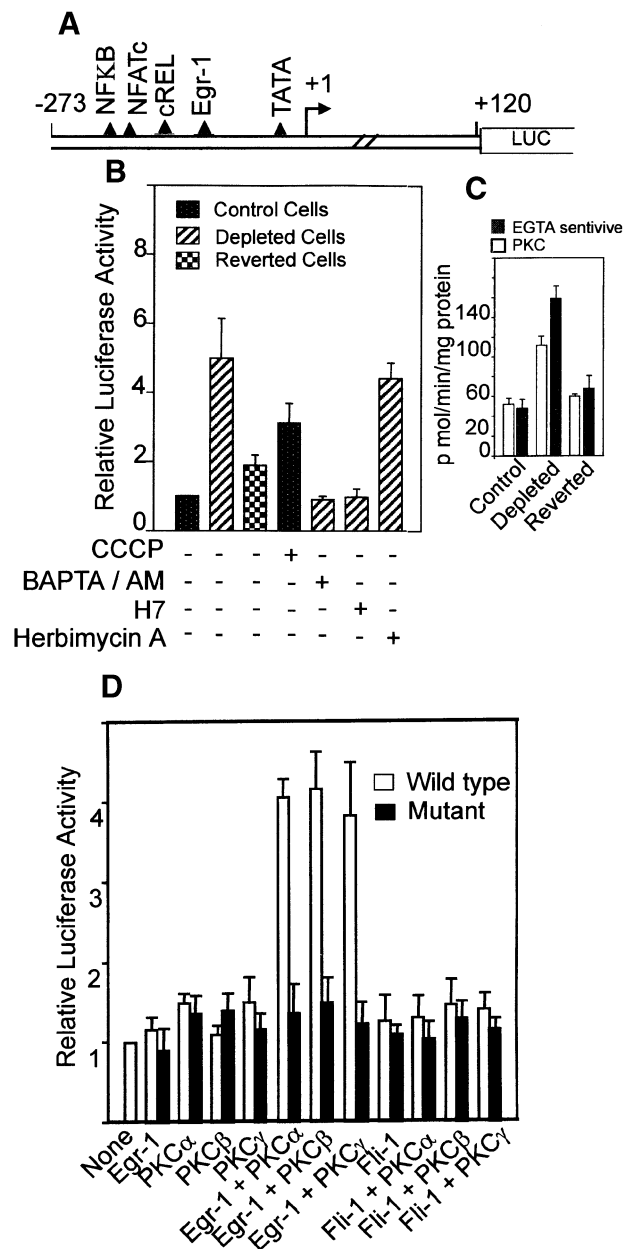 A
-273 NFKB NFATc cREL Egr-1 TATA +1 +120
LUC
B
Control Cells
Depleted Cells
Reverted Cells
Relative Luciferase Activity
8
6
4
2
0
CCCP - - - + - - -
BAPTA / AM - - - - + - -
H7 - - - - - + -
Herbimycin A - - - - - - +
C
EGTA sentivive
PKC
p mol/min/mg protein
140
100
60
20
0
Control
Depleted
Reverted
D
Wild type
Mutant
Relative Luciferase Activity
4
3
2
1
None
Egr-1
PKCα
PKCβ
PKCγ
Egr-1 + PKCα
Egr-1 + PKCβ
Egr-1 + PKCγ
Fli-1
Fli-1 + PKCα
Fli-1 + PKCβ
Fli-1 + PKCγ